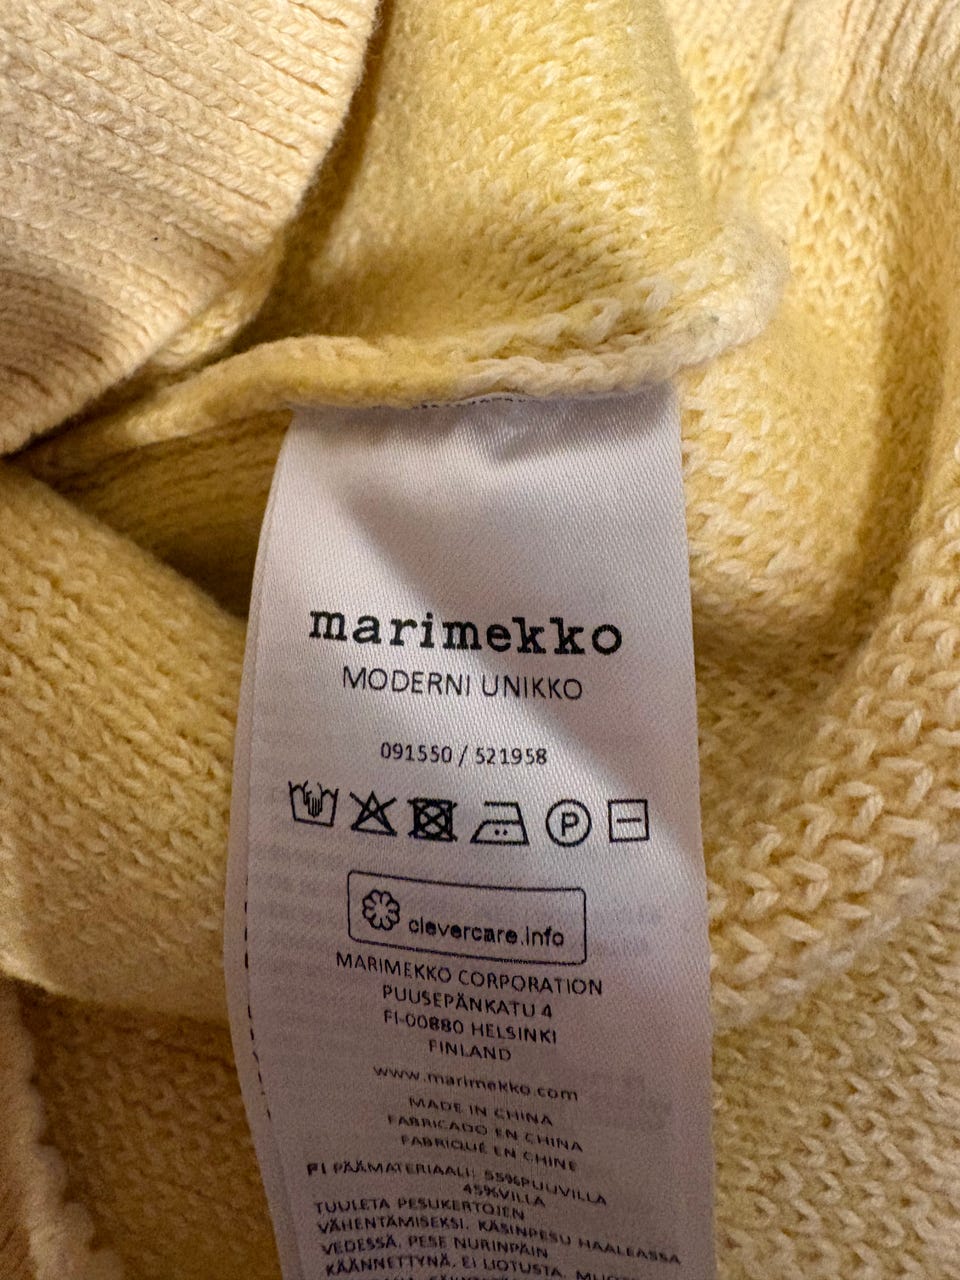 marimekko
MODERNI UNIKKO
091550 / 521958
P
clevercare.info
MARIMEKKO CORPORATION
PUUSEPÄNKATU 4
FI-00880 HELSINKI
FINLAND
www.marimekko.com
MADE IN CHINA
FABRICADO EN CHINA
FABRIQUÉ EN CHINE
FI PÄÄMATERIAALI: 55%PUUVILLA
45%VILLA
TUULETA PESUKERTOJEN
VÄHENTÄMISEKSI. KÄSINPESU HAALEASSA
VEDESSÄ, PESE NURINPÄIN
KÄÄNNETTYNÄ, EI LIOTUSTA,